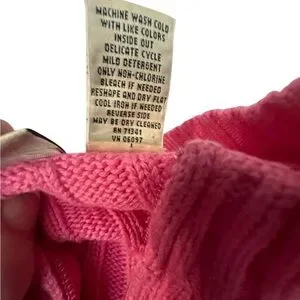 MACHINE WASH COLD
WITH LIKE COLORS
INSIDE OUT
DELICATE CYCLE
MILD DETERGENT
ONLY NON-CHLORINE
BLEACH IF NEEDED
RESHAPE AND DRY FLAT
COOL IRON IF NEEDED
REVERSE SIDE
MAY BE DRY CLEANED
RN 71341
VN 06097